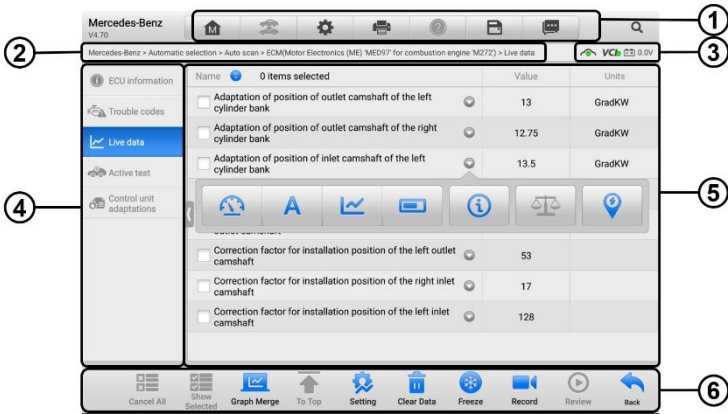 Mercedes-Benz
V4.70
M
?
1
2
Mercedes-Benz > Automatic selection > Auto scan > ECM(Motor Electronics (ME) 'MED97' for combustion engine 'M272') > Live data
VCb 0.0V
3
ECU information
Trouble codes
Live data
Active test
Control unit
adaptations
4
Name 0 items selected Value Units
Adaptation of position of outlet camshaft of the left
cylinder bank
13 GradKW
Adaptation of position of outlet camshaft of the right
cylinder bank
12.75 GradKW
Adaptation of position of inlet camshaft of the left
cylinder bank
13.5 GradKW
A
i
5
outlet camshaft
Correction factor for installation position of the left outlet
camshaft
53
Correction factor for installation position of the right inlet
camshaft
17
Correction factor for installation position of the left inlet
camshaft
128
Cancel All
Show
Selected
Graph Merge
To Top
Setting
Clear Data
Freeze
Record
Review
Back
6